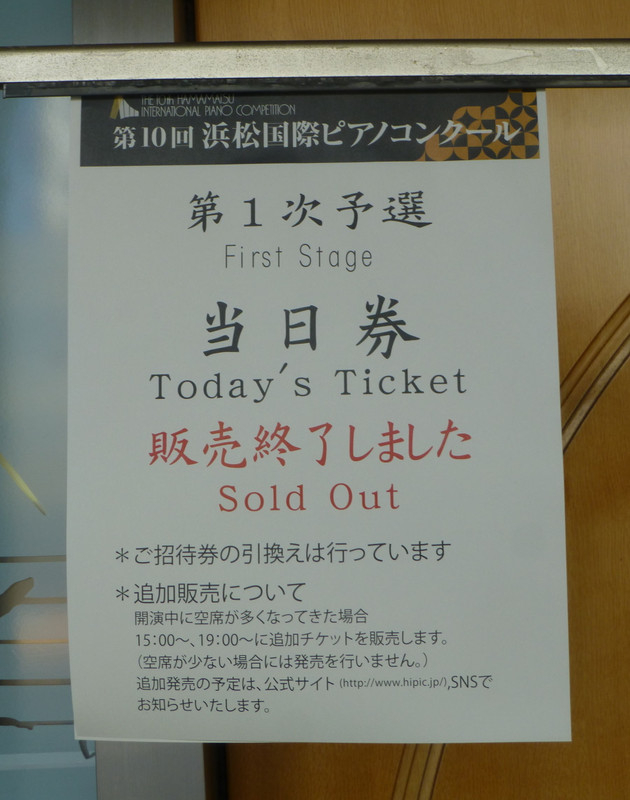 THE 10TH HAMAMATSU
INTERNATIONAL PIANO COMPETITION
第10回 浜松国際ピアノコンクール
第1次予選
First Stage
当日券
Today's Ticket
販売終了しました
Sold Out
＊ご招待券の引換えは行っています
＊追加販売について
開演中に空席が多くなってきた場合
15:00〜、19:00〜に追加チケットを販売します。
（空席が少ない場合には発売を行いません。）
追加発売の予定は、公式サイト (http://www.hipic.jp/),SNSで
お知らせいたします。